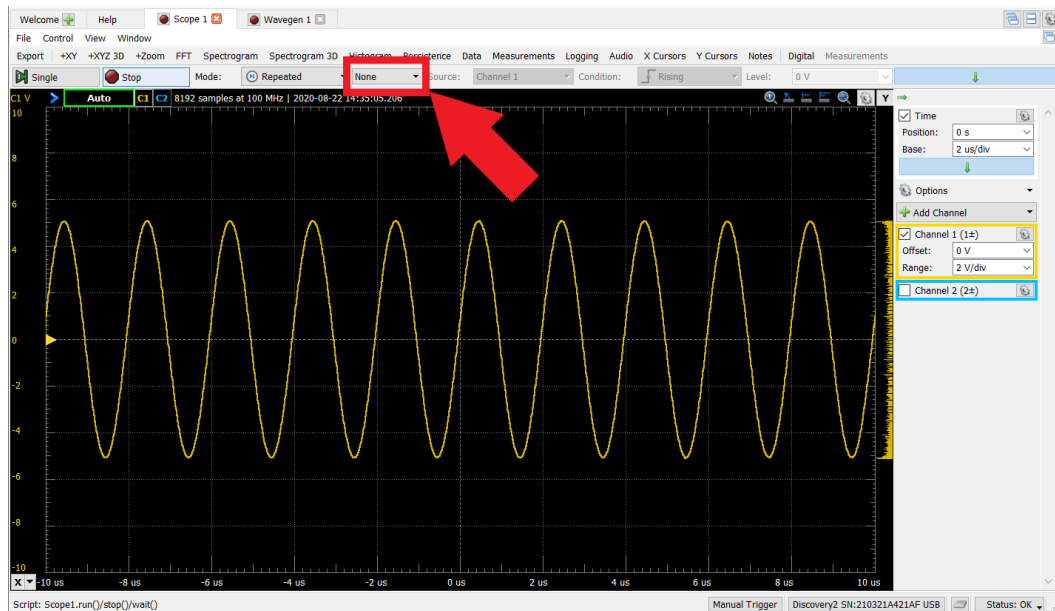 Welcome Help Scope 1 Wavegen 1
File Control View Window
Export +XY +XYZ 3D +Zoom FFT Spectrogram Spectrogram 3D Histogram Persistence Data Measurements Logging Audio X Cursors Y Cursors Notes Digital Measurements
Single Stop Mode: Repeated None Source: Channel 1 Condition: Rising Level: 0 V
C1 V Auto C1 C2 8192 samples at 100 MHz | 2020-08-22 14:35:05.206 Y
10
8
6
4
2
0
-2
-4
-6
-8
-10
X -10 us -8 us -6 us -4 us -2 us 0 us 2 us 4 us 6 us 8 us 10 us
Time
Position: 0 s
Base: 2 us/div
Options
Add Channel
Channel 1 (1±)
Offset: 0 V
Range: 2 V/div
Channel 2 (2±)
Script: Scope1.run()/stop()/wait() Manual Trigger Discovery2 SN:210321A421AF USB Status: OK